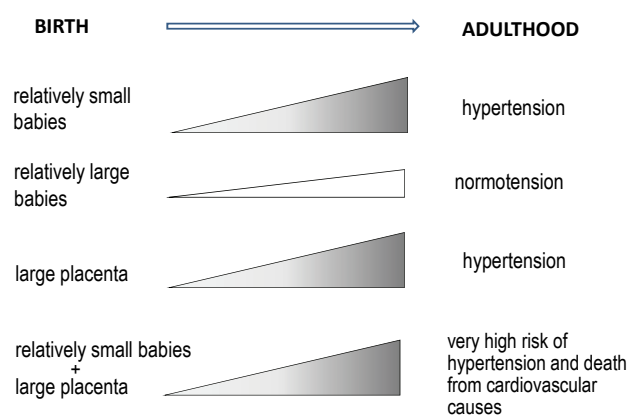 BIRTH
ADULTHOOD
relatively small
babies
hypertension
relatively large
babies
normotension
large placenta
hypertension
relatively small babies
+
large placenta
very high risk of
hypertension and death
from cardiovascular
causes